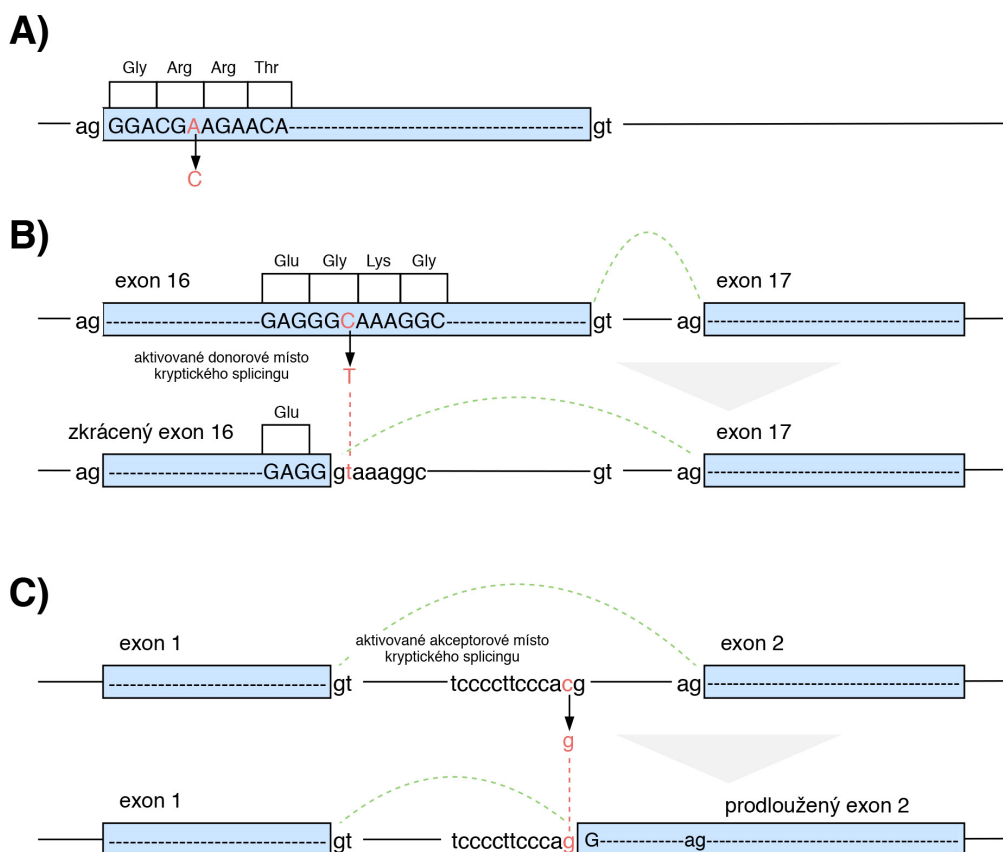 A)
Gly Arg Arg Thr
ag GGACGAAGAACA gt
C
B)
Glu Gly Lys Gly
exon 16 exon 17
ag GAGGGCAAAGGC gt ag
aktivované donorové místo
kryptického splicingu
T
Glu
zkrácený exon 16 exon 17
ag GAGG gtaaaggc gt ag
C)
exon 1 aktivované akceptorové místo exon 2
kryptického splicingu
gt tccccttcccacg ag
g
exon 1 prodloužený exon 2
gt tccccttcccag G ag